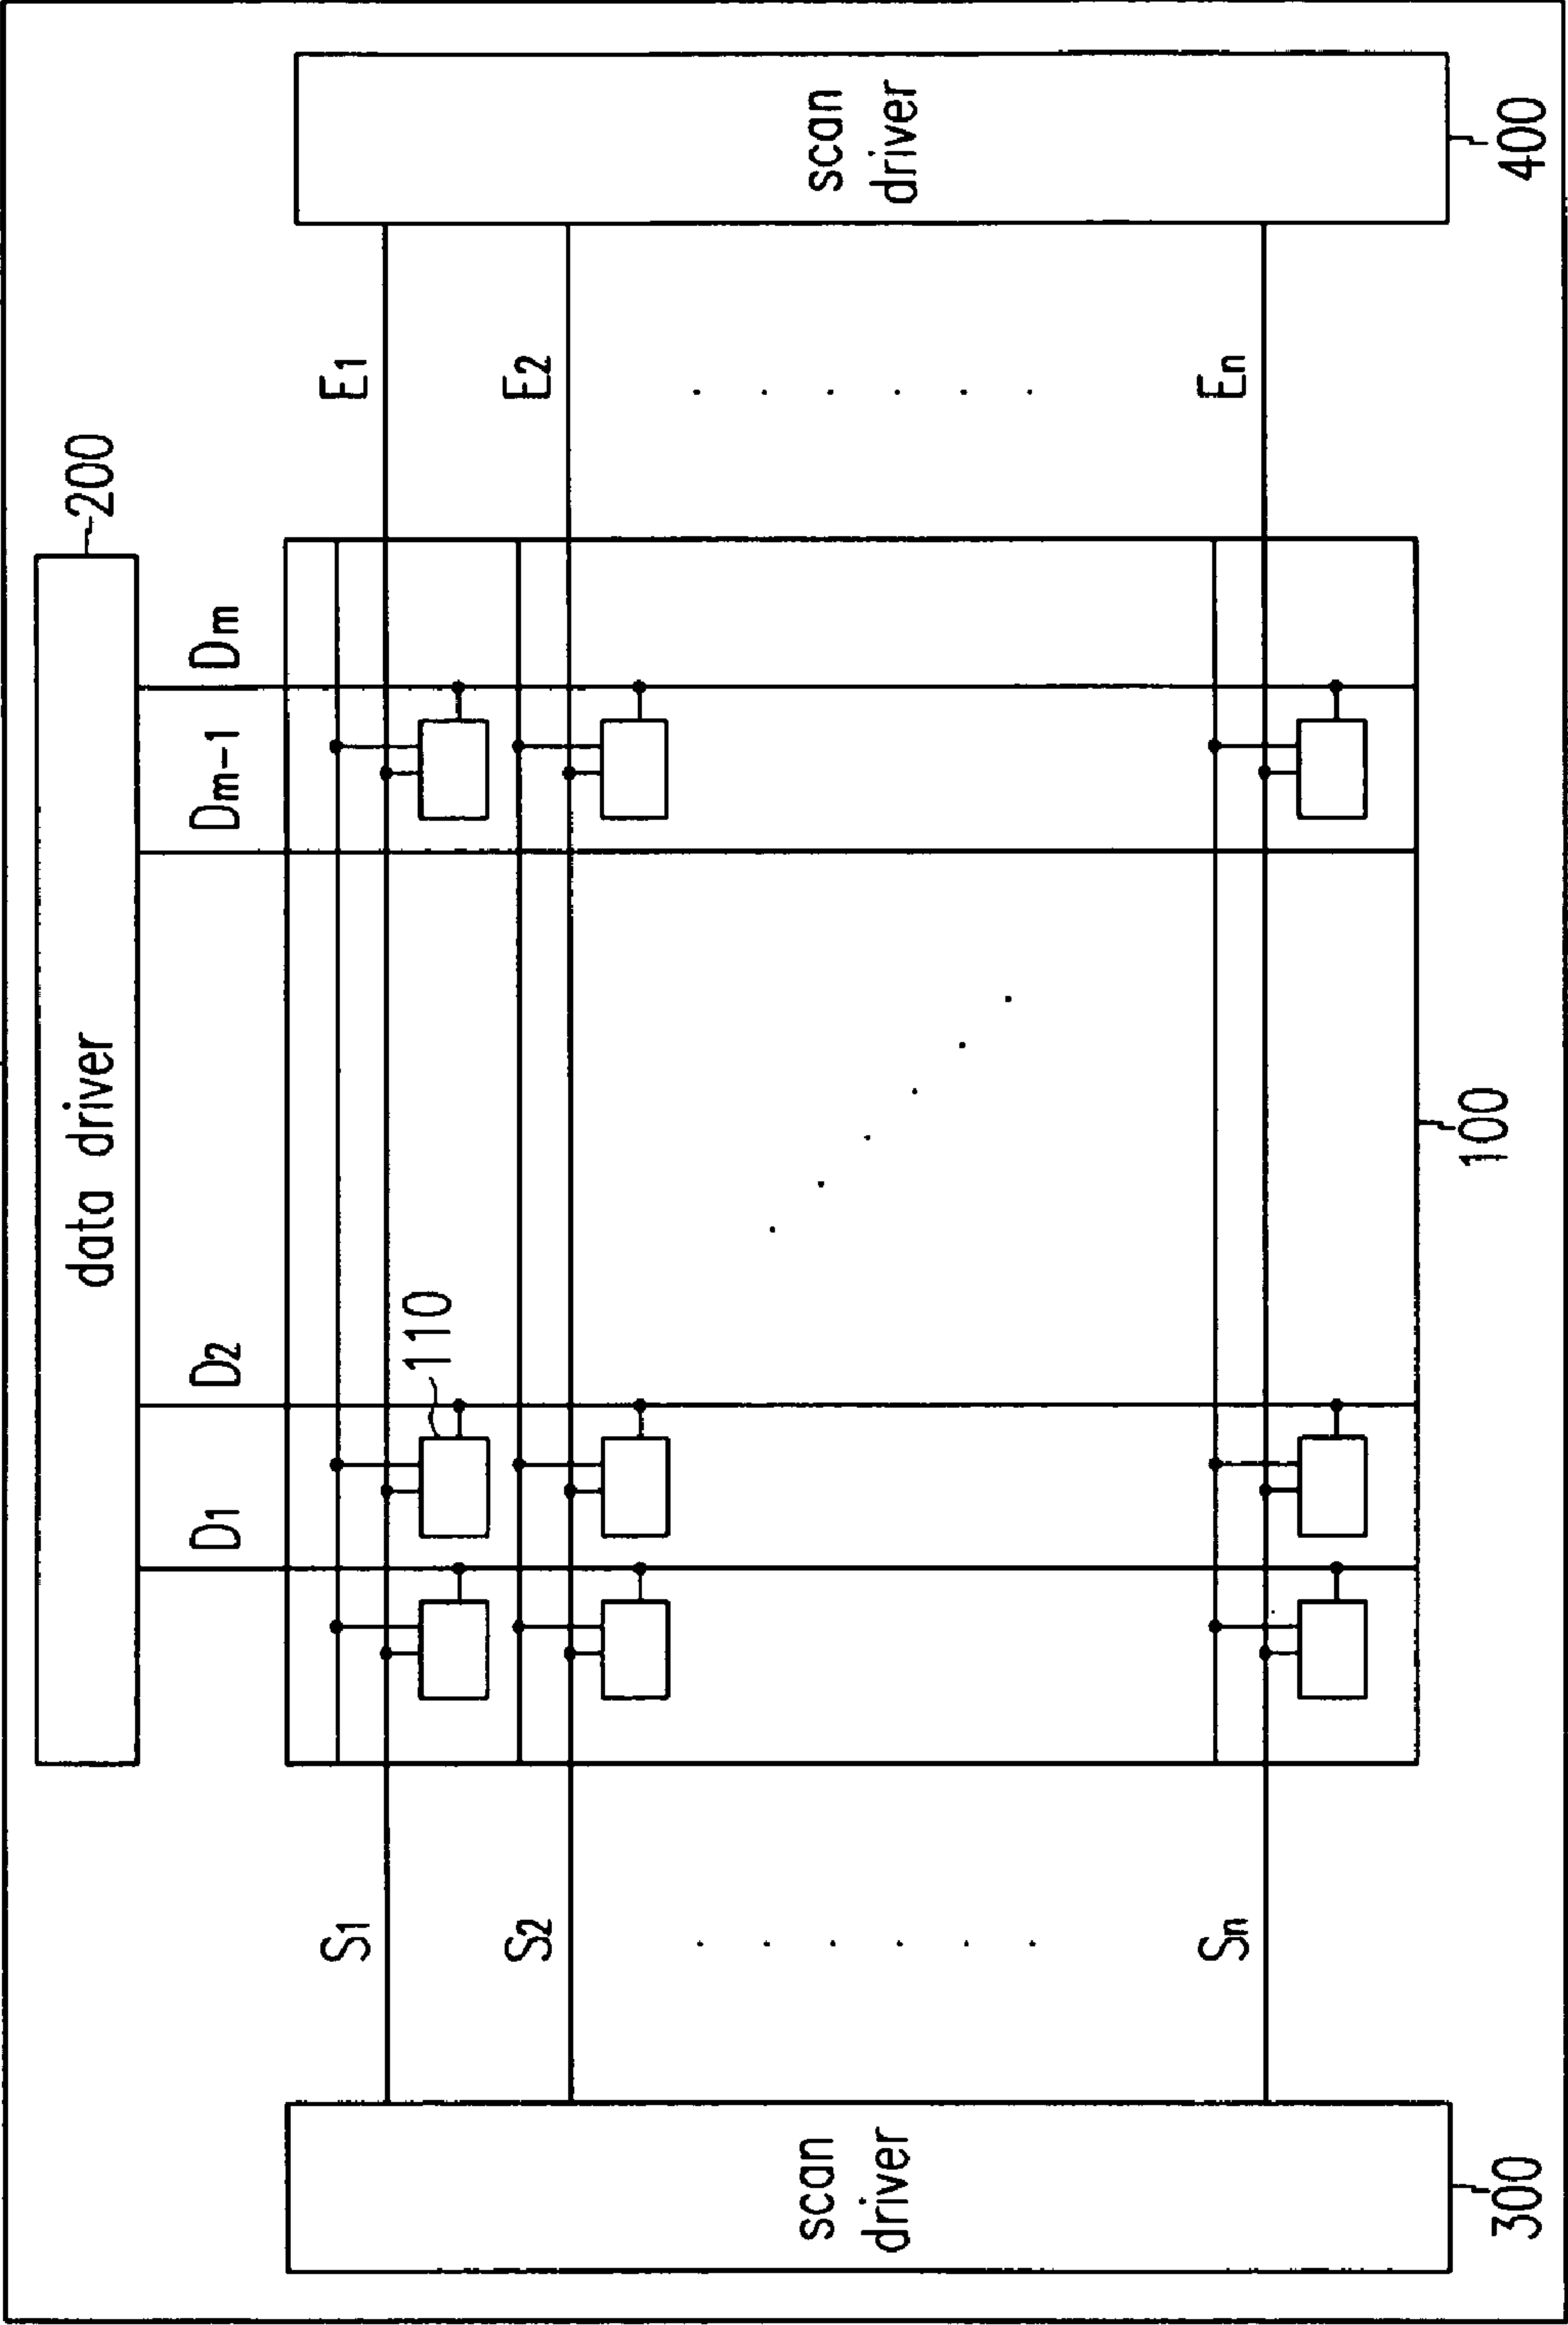 data driver
200
D1
D2
Dm-1
Dm
S1
E1
110
S2
E2
scan
driver
scan
driver
Sn
En
300
100
400